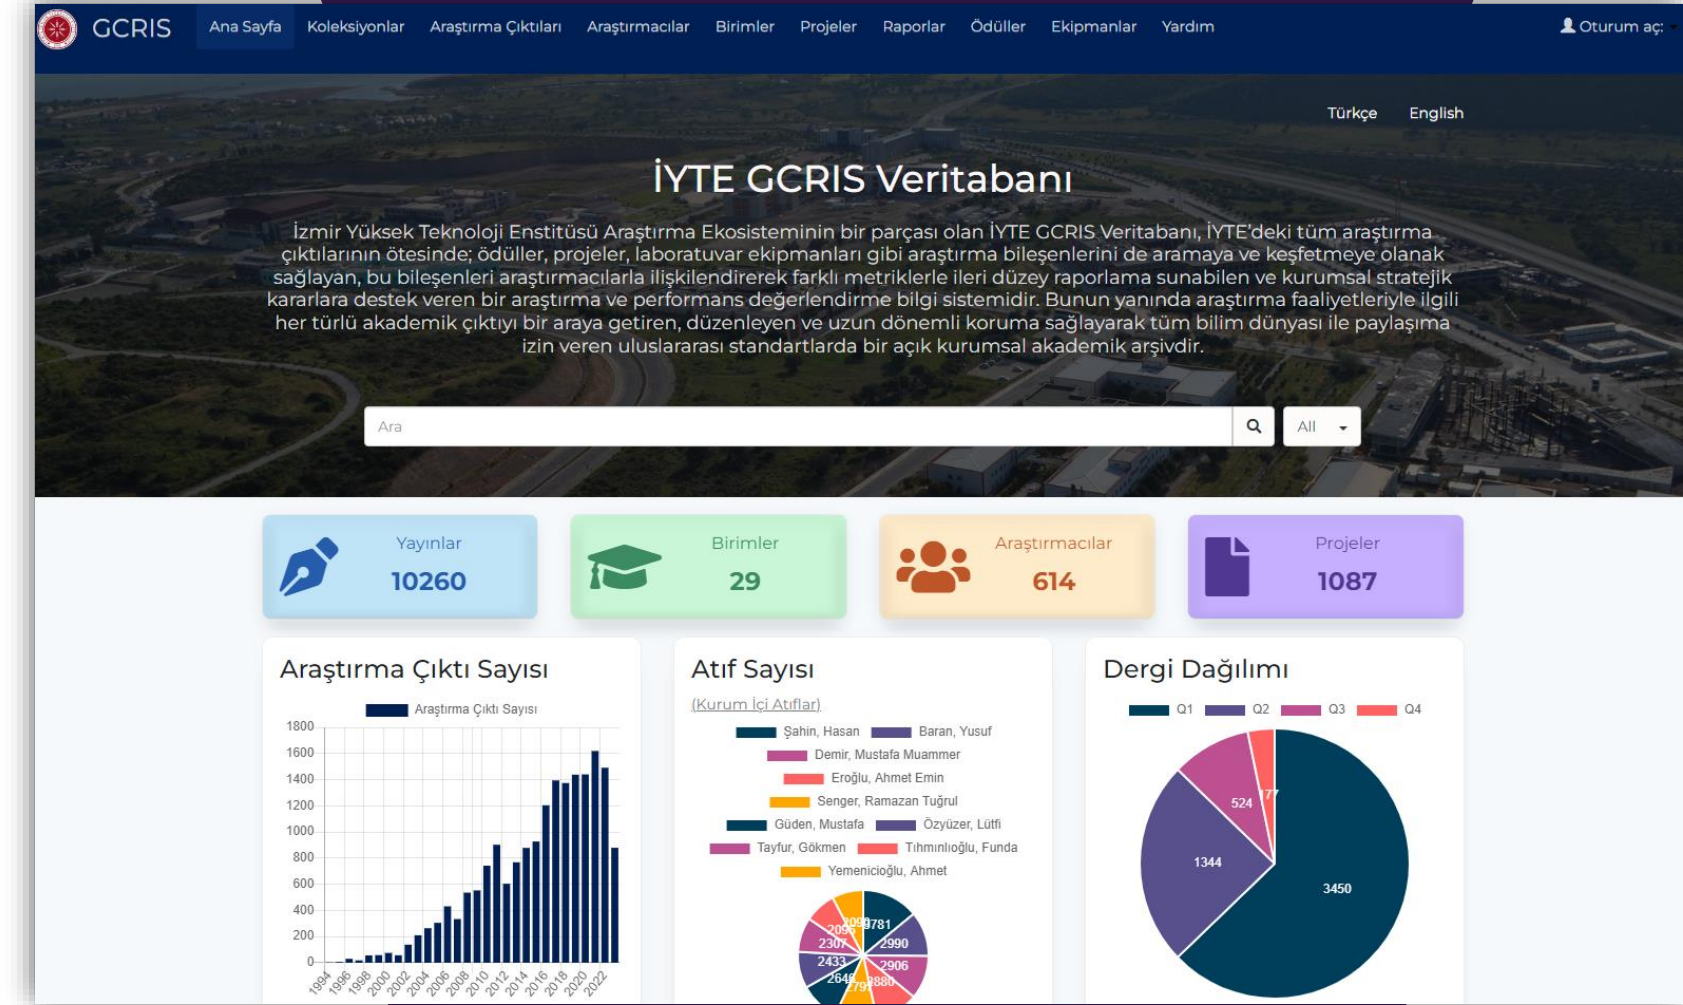 GCRIS Ana Sayfa Koleksiyonlar Araştırma Çıktıları Araştırmacılar Birimler Projeler Raporlar Ödüller Ekipmanlar Yardım Oturum aç:
Türkçe English
İYTE GCRIS Veritabanı
İzmir Yüksek Teknoloji Enstitüsü Araştırma Ekosisteminin bir parçası olan İYTE GCRIS Veritabanı, İYTE'deki tüm araştırma
çıktılarının ötesinde; ödüller, projeler, laboratuvar ekipmanları gibi araştırma bileşenlerini de aramaya ve keşfetmeye olanak
sağlayan, bu bileşenleri araştırmacılarla ilişkilendirerek farklı metriklerle ileri düzey raporlama sunabilen ve kurumsal stratejik
kararlara destek veren bir araştırma ve performans değerlendirme bilgi sistemidir. Bunun yanında araştırma faaliyetleriyle ilgili
her türlü akademik çıktıyı bir araya getiren, düzenleyen ve uzun dönemli koruma sağlayarak tüm bilim dünyası ile paylaşıma
izin veren uluslararası standartlarda bir açık kurumsal akademik arşivdir.
Ara All
Yayınlar
10260
Birimler
29
Araştırmacılar
614
Projeler
1087
Araştırma Çıktı Sayısı
Araştırma Çıktı Sayısı
1800
1600
1400
1200
1000
800
600
400
200
0
1994 1996 1998 2000 2002 2004 2006 2008 2010 2012 2014 2016 2018 2020 2022
Atıf Sayısı
(Kurum İçi Atıflar)
Şahin, Hasan Baran, Yusuf
Demir, Mustafa Muammer
Eroğlu, Ahmet Emin
Senger, Ramazan Tuğrul
Güden, Mustafa Özyüzer, Lütfi
Tayfur, Gökmen Tıhmınlıoğlu, Funda
Yemenicioğlu, Ahmet
2307 2990
2433 2906
Dergi Dağılımı
Q1 Q2 Q3 Q4
177
524
1344
3450